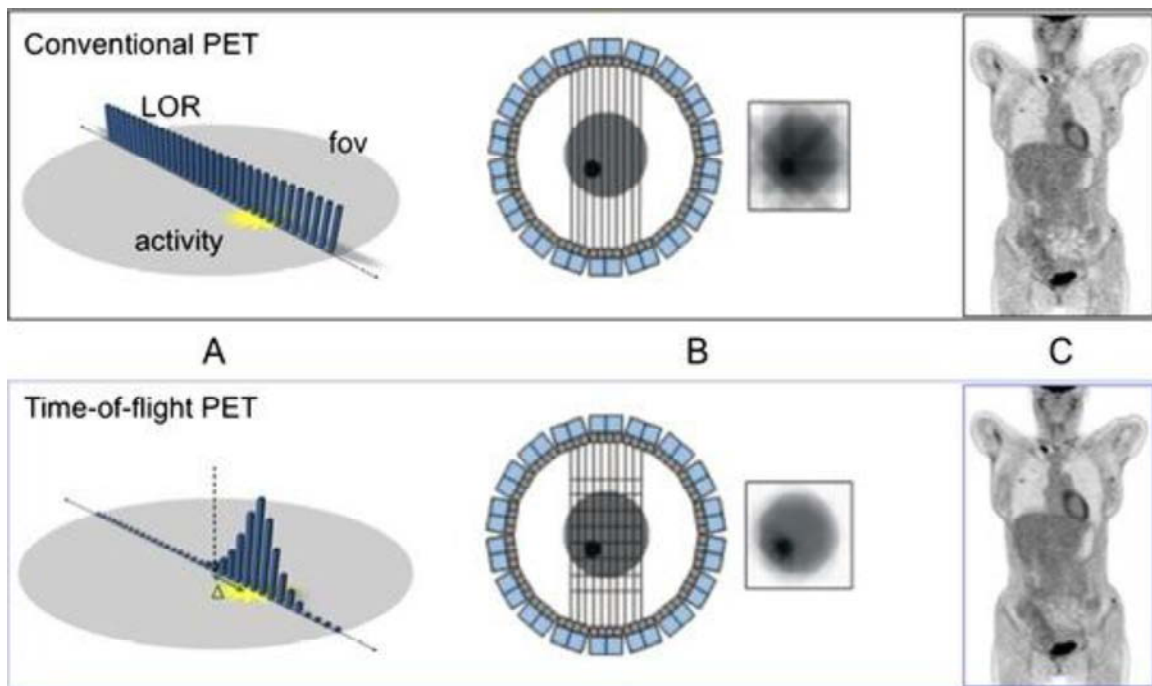 Conventional PET
LOR
fov
activity
A B C
Time-of-flight PET
Δ